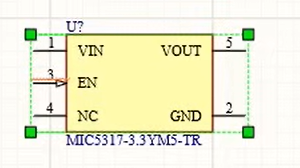 U?
1 VIN VOUT 5
3 EN
4 NC GND 2
MIC5317-3.3YM5-TR